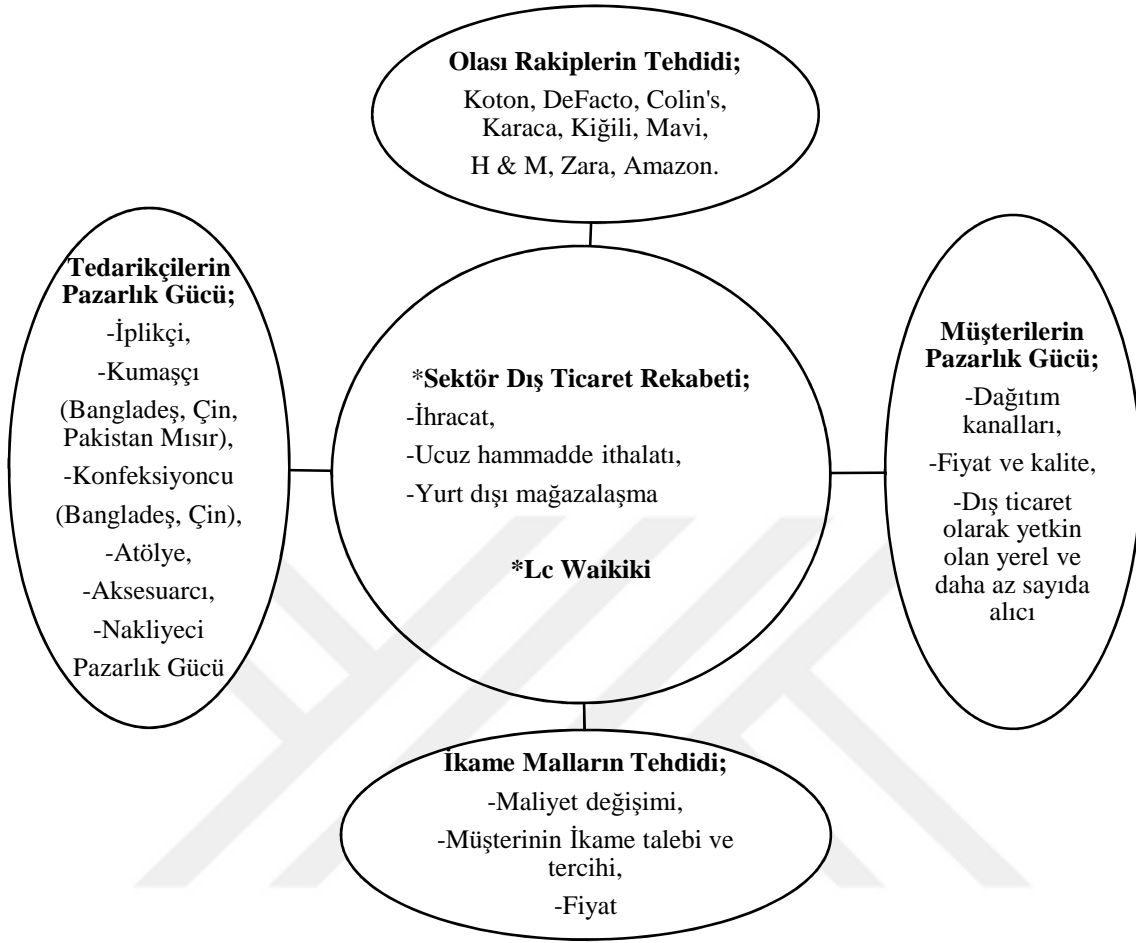 Olası Rakiplerin Tehdidi;
Koton, DeFacto, Colin's,
Karaca, Kiğili, Mavi,
H & M, Zara, Amazon.
Tedarikçilerin
Pazarlık Gücü;
-İplikçi,
-Kumaşçı
(Bangladeş, Çin,
Pakistan Mısır),
-Konfeksiyoncu
(Bangladeş, Çin),
-Atölye,
-Aksesuarcı,
-Nakliyeci
Pazarlık Gücü
*Sektör Dış Ticaret Rekabeti;
-İhracat,
-Ucuz hammadde ithalatı,
-Yurt dışı mağazalaşma
*Lc Waikiki
Müşterilerin
Pazarlık Gücü;
-Dağıtım
kanalları,
-Fiyat ve kalite,
-Dış ticaret
olarak yetkin
olan yerel ve
daha az sayıda
alıcı
İkame Malların Tehdidi;
-Maliyet değişimi,
-Müşterinin İkame talebi ve
tercihi,
-Fiyat